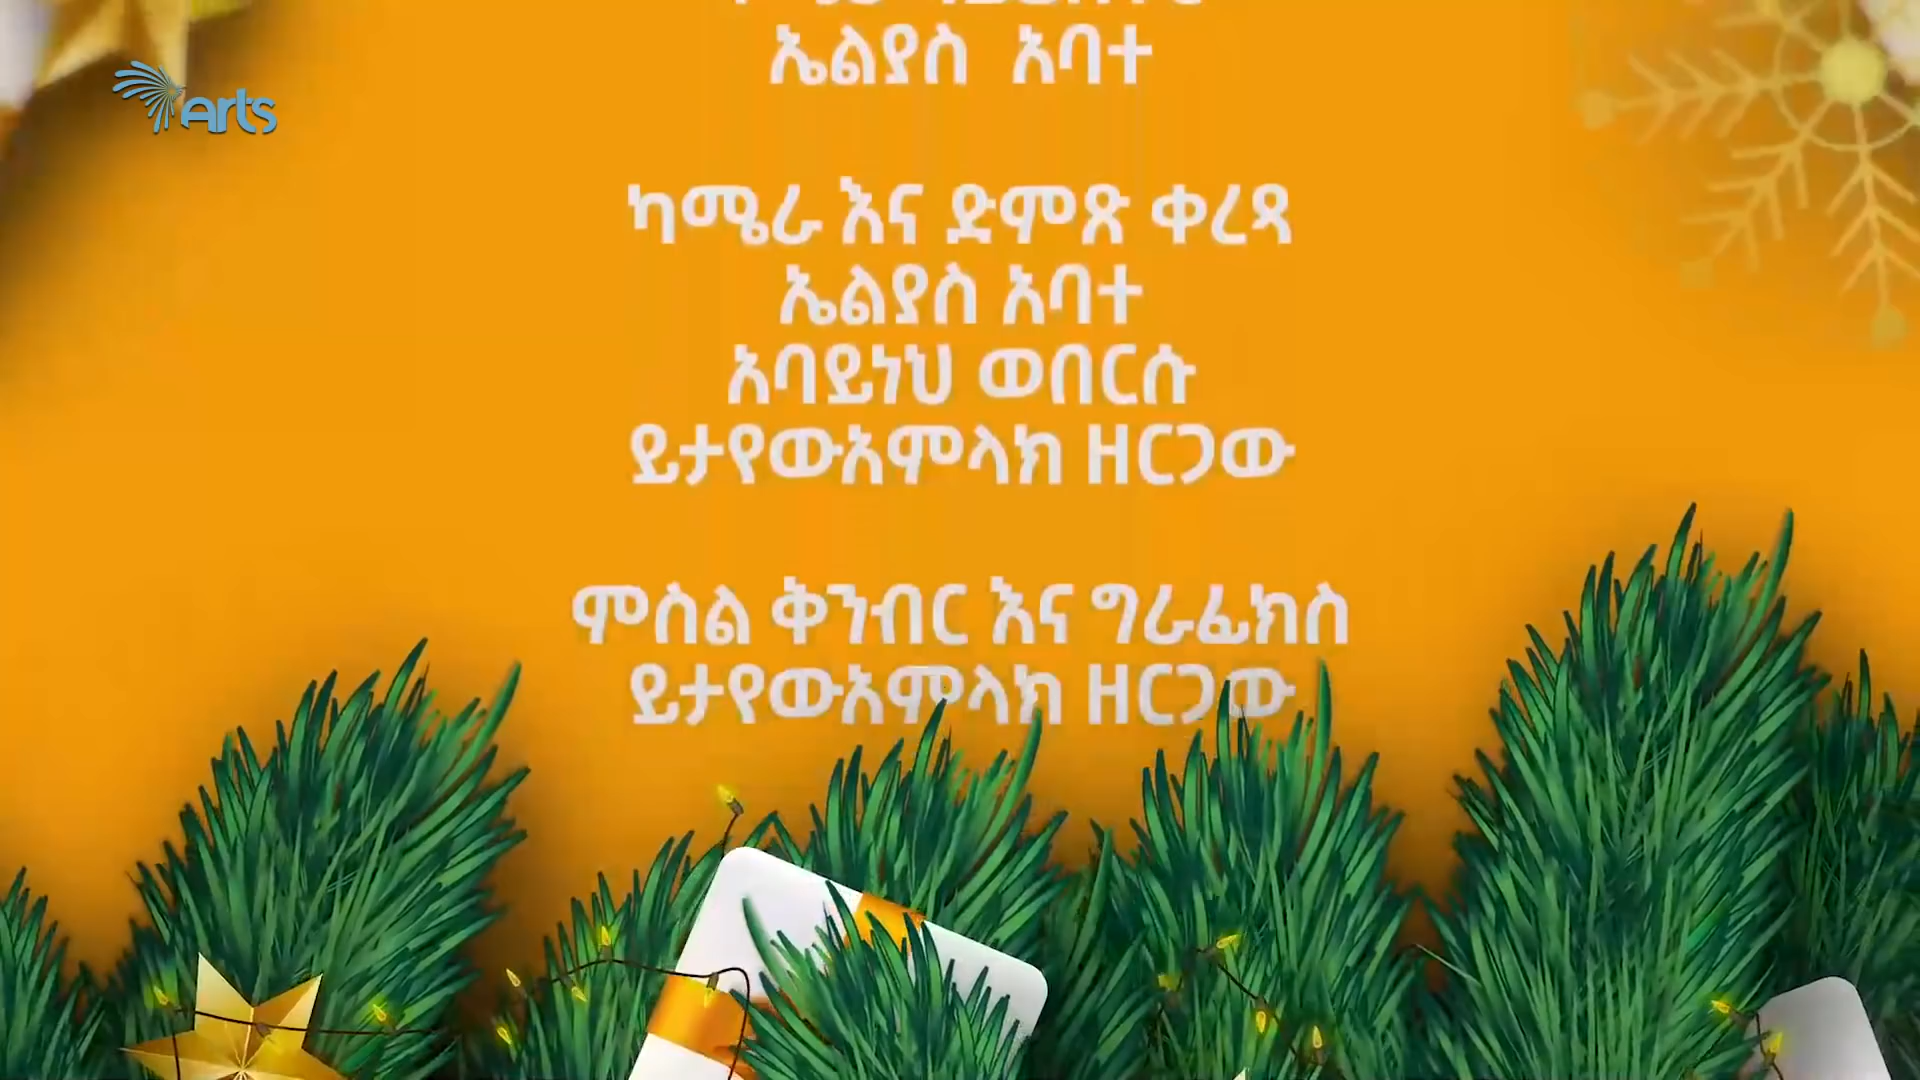 ኤልያስ አባተ
arts
ካሜራ እና ድምጽ ቀረጻ
ኤልያስ አባተ
አባይነህ ወበርሱ
ይታየውአምላክ ዘርጋው
ምስል ቅንብር እና ግራፊክስ
ይታየውአምላክ ዘርጋው